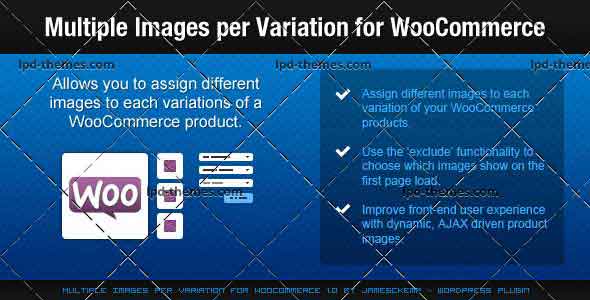 Multiple Images per Variation for WooCommerce
lpd-themes.com lpd-themes.com lpd-themes.com
Allows you to assign different
images to each variations of a
WooCommerce product.
WOO
lpd-themes.com
Assign different images to each
variation of your WooCommerce
products.
Use the 'exclude' functionality to
choose which images show on the
first page load.
lpd-themes.com
Improve front-end user experience
with dynamic, AJAX driven product
images.
MULTIPLE IMAGES PER VARIATION FOR WOOCOMMERCE 1.0 BY JAMESCKEMP - WORDPRESS PLUGIN